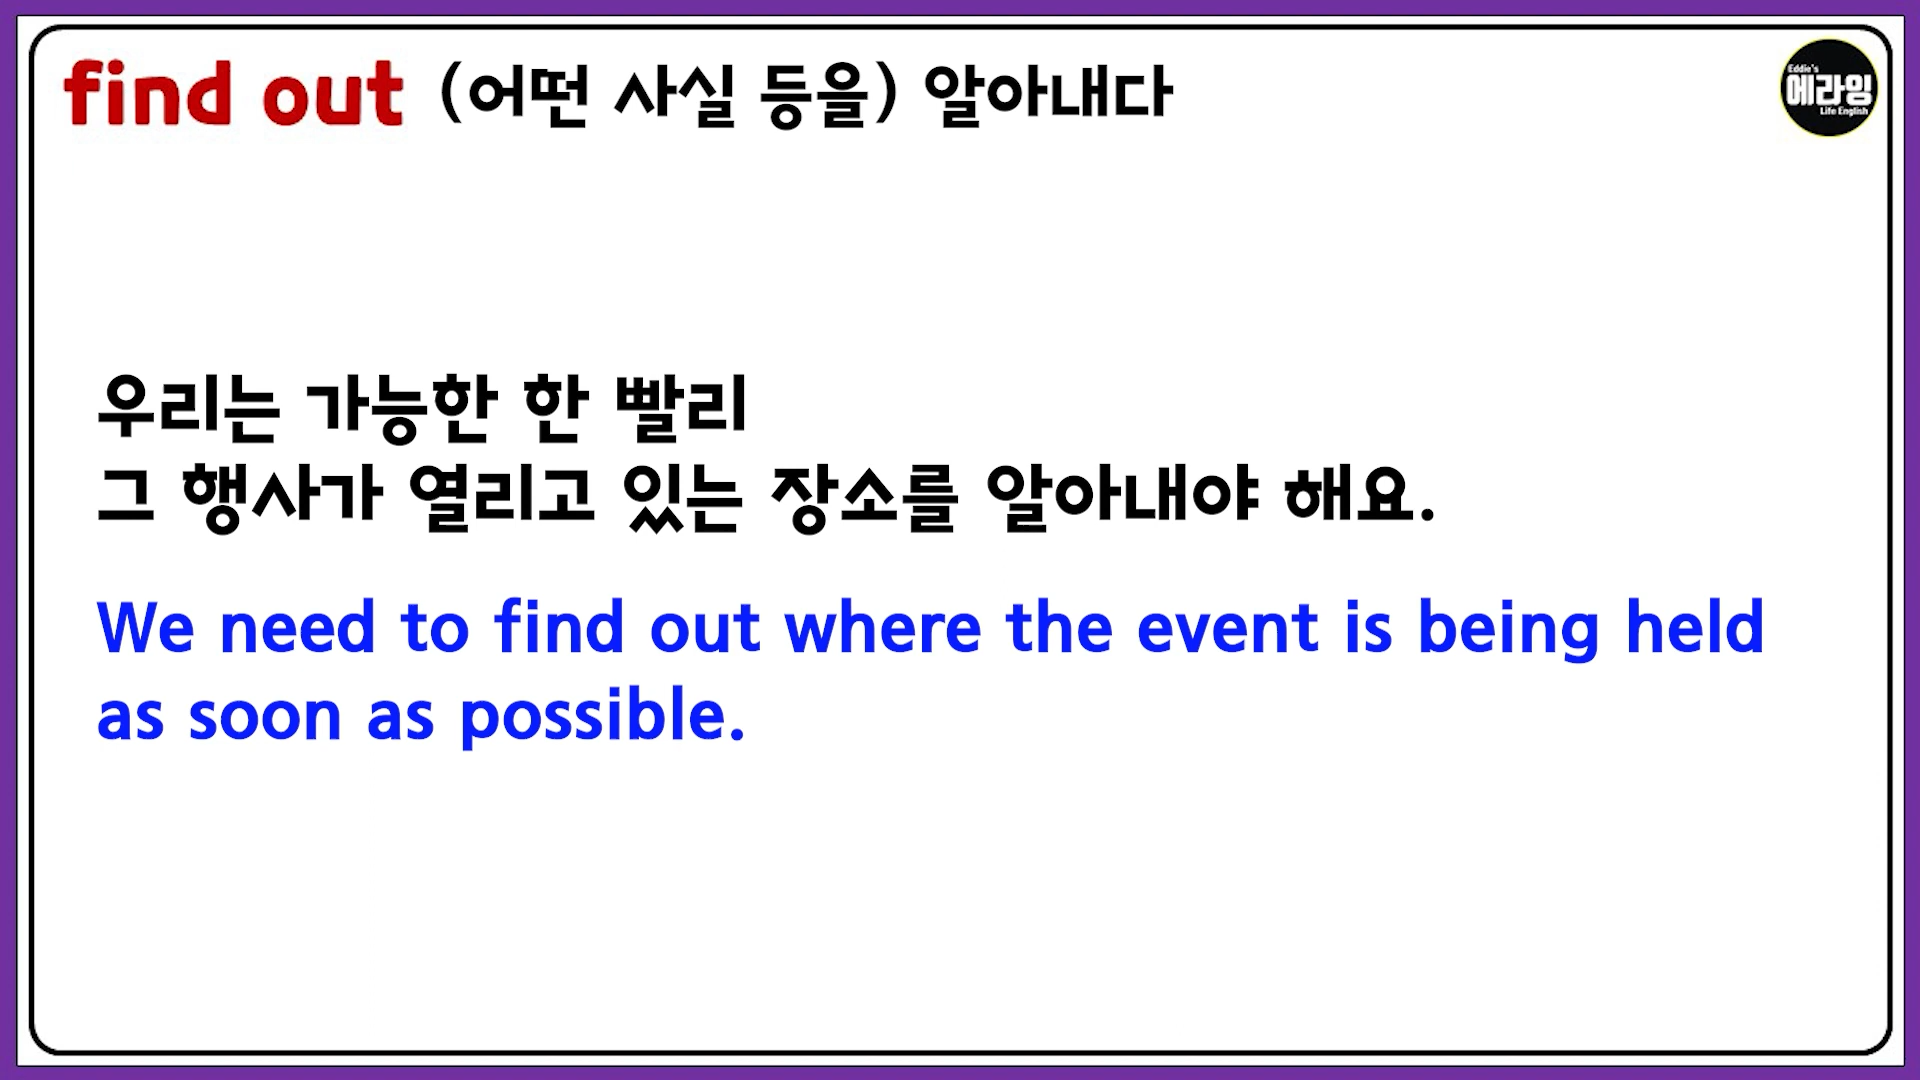 find out (어떤 사실 등을) 알아내다
Eddie's
에라잉
Life English
우리는 가능한 한 빨리
그 행사가 열리고 있는 장소를 알아내야 해요.
We need to find out where the event is being held
as soon as possible.